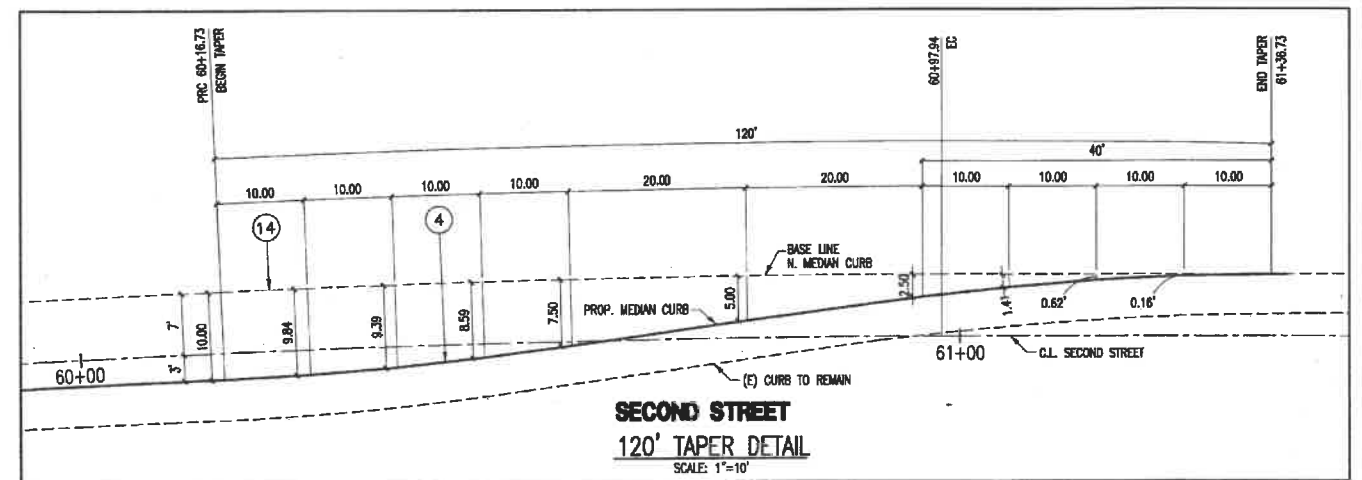 PRC 60+16.73
BEGIN TAPER
60+97.94
EC
END TAPER
61+36.73
120'
40'
10.00
10.00
10.00
10.00
20.00
20.00
10.00
10.00
10.00
10.00
14
4
BASE LINE
N. MEDIAN CURB
7'
10.00
9.84
9.39
8.59
7.50
5.00
2.50
1.41
0.62'
0.16'
PROP. MEDIAN CURB
3'
60+00
61+00
C.L. SECOND STREET
(E) CURB TO REMAIN
SECOND STREET
120' TAPER DETAIL
SCALE: 1"=10'